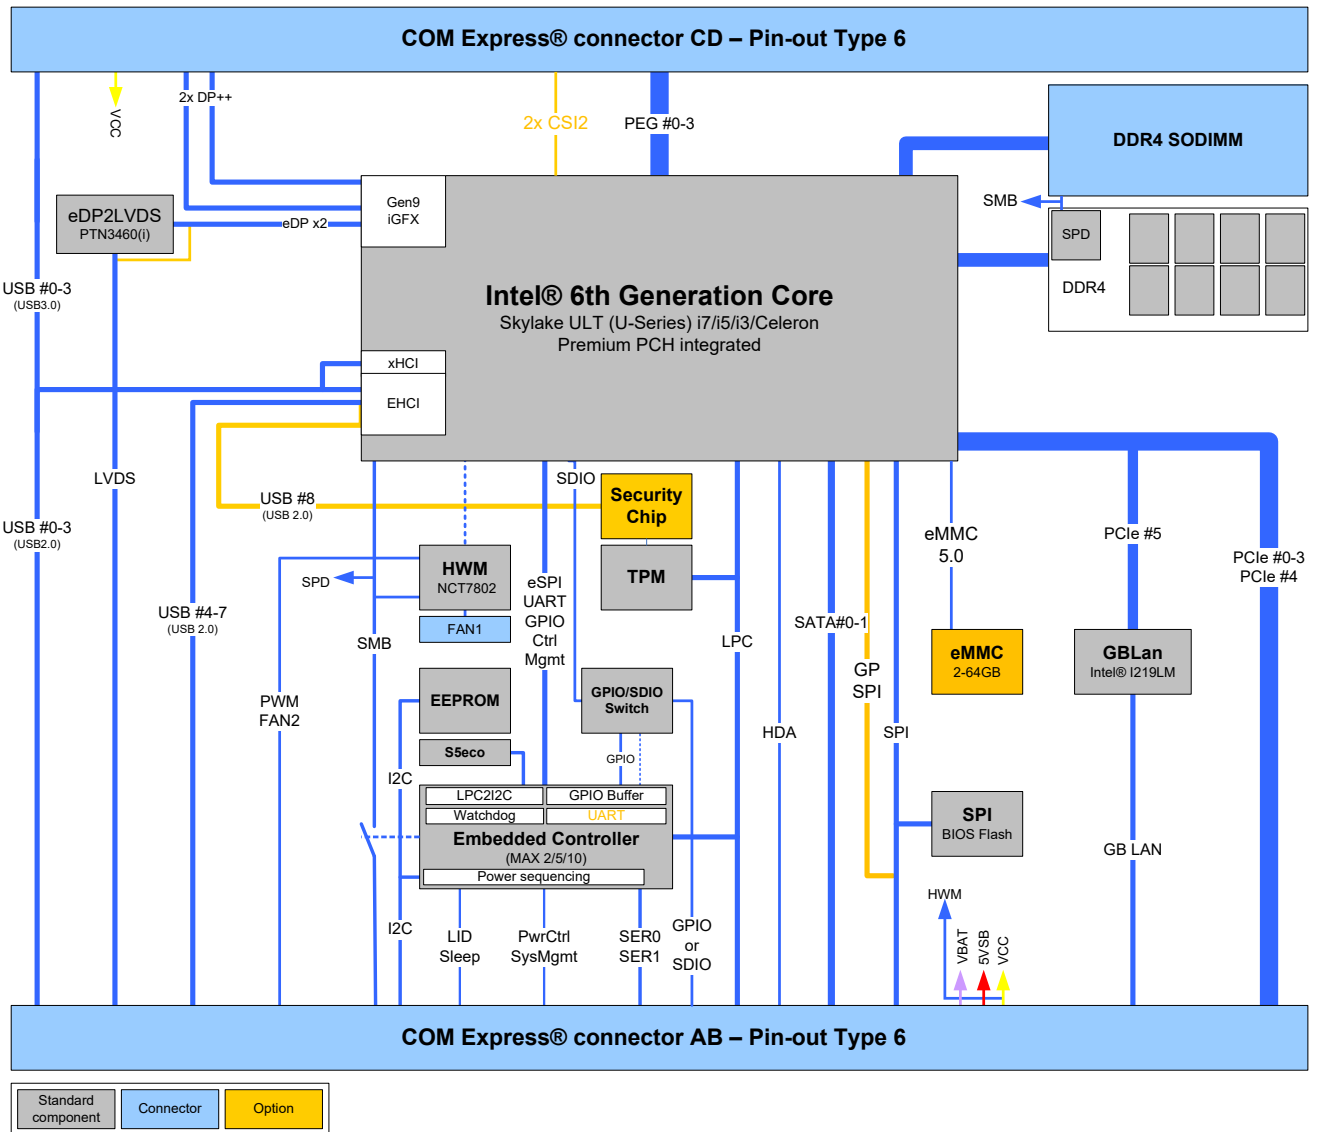 COM Express® connector CD – Pin-out Type 6
2x DP++
VCC
2x CSI2
PEG #0-3
DDR4 SODIMM
SMB
SPD
DDR4
Gen9
iGFX
eDP2LVDS
PTN3460(i)
eDP x2
USB #0-3
(USB3.0)
Intel® 6th Generation Core
Skylake ULT (U-Series) i7/i5/i3/Celeron
Premium PCH integrated
xHCI
EHCI
LVDS
USB #8
(USB 2.0)
SDIO
Security
Chip
USB #0-3
(USB2.0)
eMMC
5.0
PCIe #5
PCIe #0-3
PCIe #4
HWM
NCT7802
SPD
TPM
eSPI
UART
GPIO
Ctrl
Mgmt
USB #4-7
(USB 2.0)
FAN1
SMB
LPC
SATA#0-1
eMMC
2-64GB
GBLan
Intel® I219LM
GP
SPI
PWM
FAN2
EEPROM
GPIO/SDIO
Switch
HDA
SPI
S5eco
GPIO
I2C
LPC2I2C
GPIO Buffer
Watchdog
UART
Embedded Controller
(MAX 2/5/10)
Power sequencing
SPI
BIOS Flash
GB LAN
HWM
VBAT
5VSB
VCC
I2C
LID
Sleep
PwrCtrl
SysMgmt
SER0
SER1
GPIO
or
SDIO
COM Express® connector AB – Pin-out Type 6
Standard
component
Connector
Option